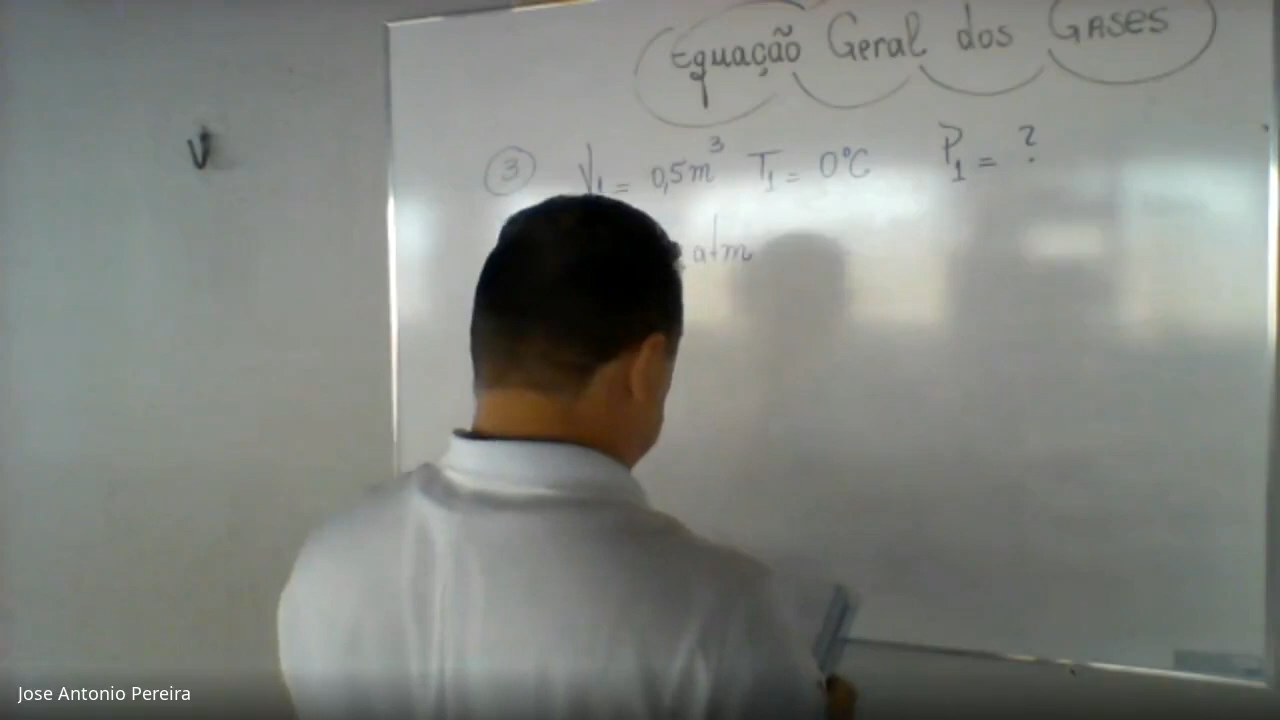 Equação Geral dos GASES
③ V₁ = 0,5m³ T₁ = 0°C P₁ = ?
atm
V
Jose Antonio Pereira